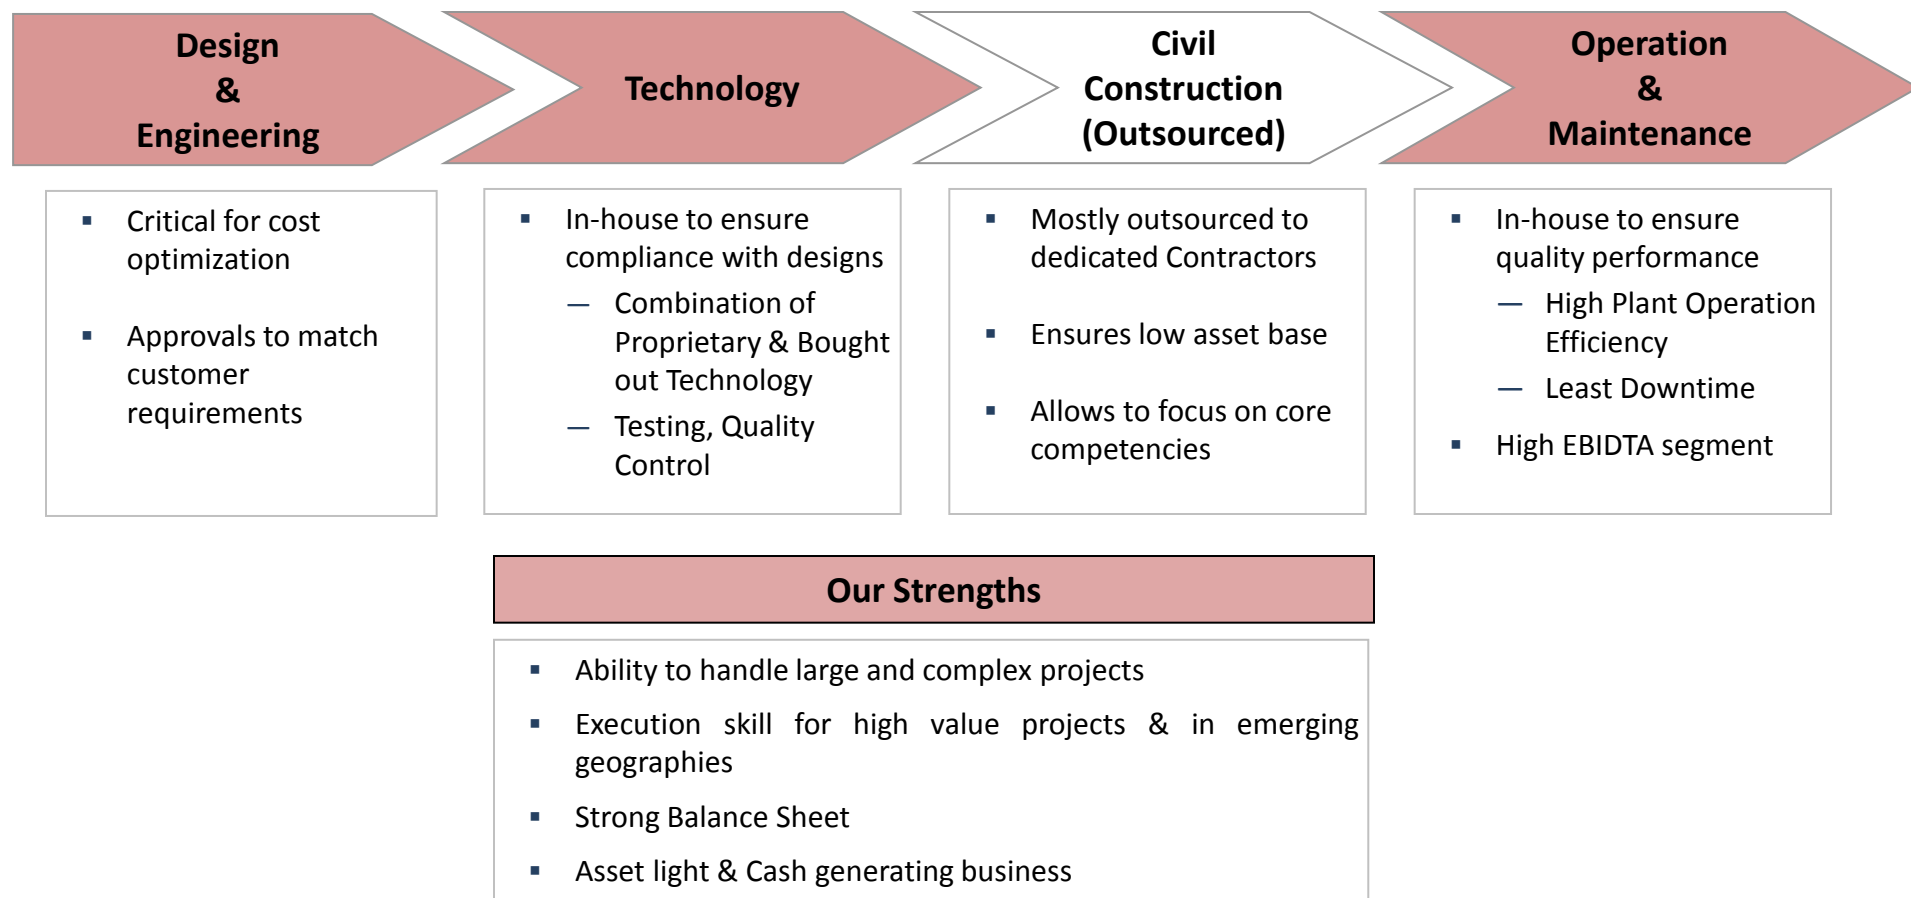 Design
&
Engineering
Technology
Civil
Construction
(Outsourced)
Operation
&
Maintenance
▪ Critical for cost
optimization
▪ Approvals to match
customer
requirements
▪ In-house to ensure
compliance with designs
— Combination of
Proprietary & Bought
out Technology
— Testing, Quality
Control
▪ Mostly outsourced to
dedicated Contractors
▪ Ensures low asset base
▪ Allows to focus on core
competencies
▪ In-house to ensure
quality performance
— High Plant Operation
Efficiency
— Least Downtime
▪ High EBIDTA segment
Our Strengths
▪ Ability to handle large and complex projects
▪ Execution skill for high value projects & in emerging
geographies
▪ Strong Balance Sheet
▪ Asset light & Cash generating business